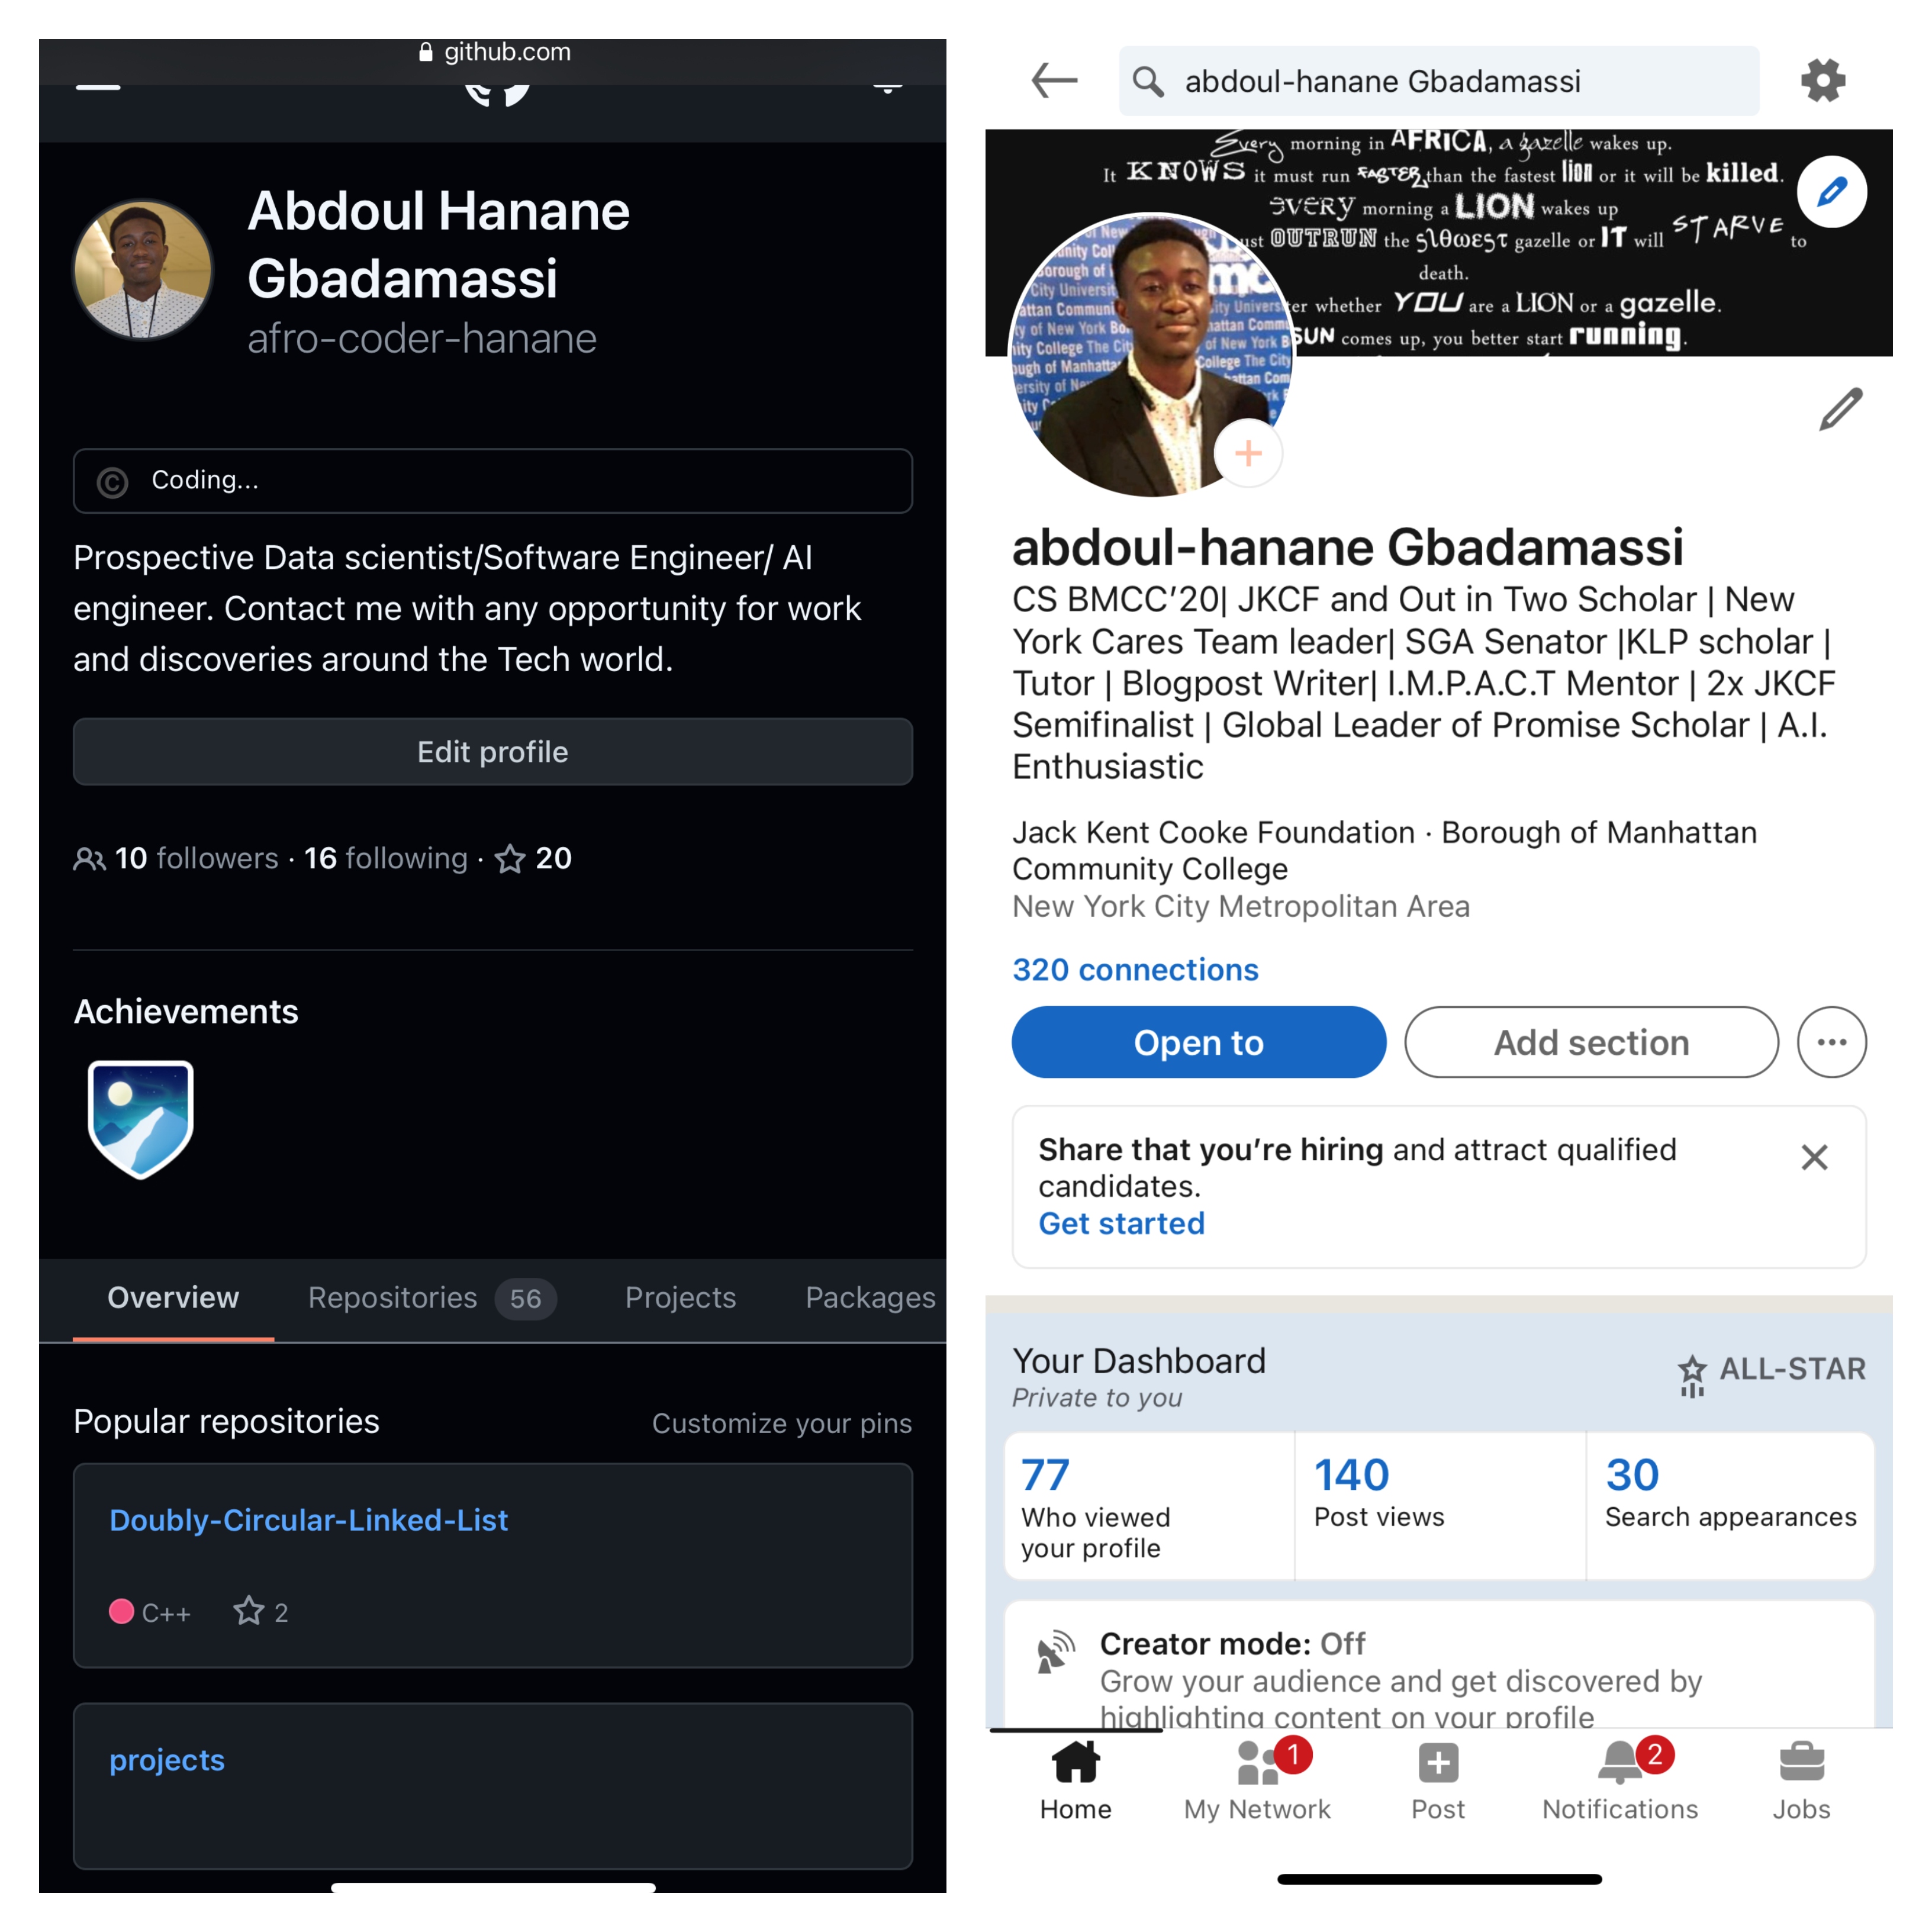 github.com
Abdoul Hanane
Gbadamassi
afro-coder-hanane
Coding...
Prospective Data scientist/Software Engineer/ AI
engineer. Contact me with any opportunity for work
and discoveries around the Tech world.
Edit profile
10 followers · 16 following · 20
Achievements
Overview Repositories 56 Projects Packages
Popular repositories Customize your pins
Doubly-Circular-Linked-List
C++ 2
projects
abdoul-hanane Gbadamassi
Every morning in AFRICA, a gazelle wakes up.
It KNOWS it must run FASTER than the fastest lion or it will be killed.
EVERY morning a LION wakes up
OUTRUN the slowest gazelle or IT will STARVE to
death.
whether YOU are a LION or a gazelle.
SUN comes up, you better start running.
abdoul-hanane Gbadamassi
CS BMCC'20| JKCF and Out in Two Scholar | New
York Cares Team leader| SGA Senator |KLP scholar |
Tutor | Blogpost Writer| I.M.P.A.C.T Mentor | 2x JKCF
Semifinalist | Global Leader of Promise Scholar | A.I.
Enthusiastic
Jack Kent Cooke Foundation · Borough of Manhattan
Community College
New York City Metropolitan Area
320 connections
Open to Add section
Share that you're hiring and attract qualified
candidates.
Get started
Your Dashboard ALL-STAR
Private to you
77 140 30
Who viewed Post views Search appearances
your profile
Creator mode: Off
Grow your audience and get discovered by
highlighting content on your profile
1 2
Home My Network Post Notifications Jobs